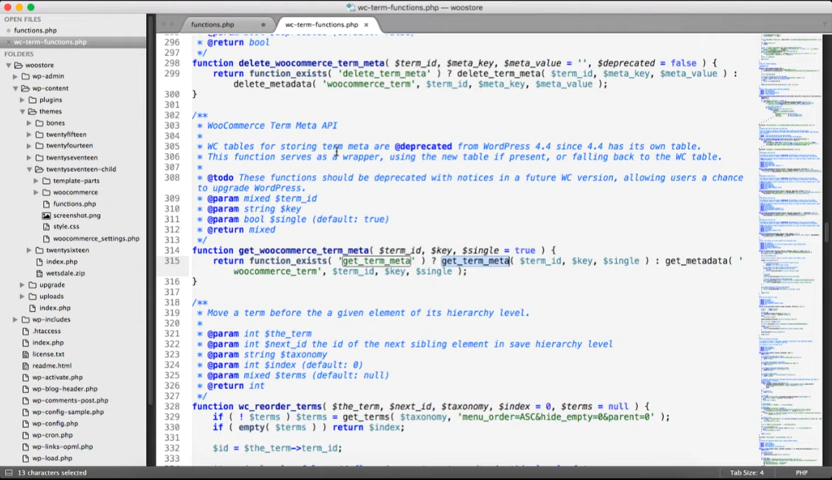 wc-term-functions.php — woostore
OPEN FILES
functions.php
wc-term-functions.php
FOLDERS
woostore
wp-admin
wp-content
plugins
themes
bones
twentyfifteen
twentyfourteen
twentyseventeen
twentyseventeen-child
template-parts
woocommerce
functions.php
screenshot.png
style.css
woocommerce_settings.php
twentysixteen
index.php
wetsdale.zip
upgrade
uploads
index.php
wp-includes
.htaccess
index.php
license.txt
readme.html
wp-activate.php
wp-blog-header.php
wp-comments-post.php
wp-config-sample.php
wp-config.php
wp-cron.php
wp-links-opml.php
wp-load.php
functions.php
wc-term-functions.php ×
296 * @return bool
297 */
298 function delete_woocommerce_term_meta( $term_id, $meta_key, $meta_value = '', $deprecated = false ) {
299 return function_exists( 'delete_term_meta' ) ? delete_term_meta( $term_id, $meta_key, $meta_value ) :
delete_metadata( 'woocommerce_term', $term_id, $meta_key, $meta_value );
300 }
301
302 /**
303 * WooCommerce Term Meta API
304 *
305 * WC tables for storing term meta are @deprecated from WordPress 4.4 since 4.4 has its own table.
306 * This function serves as a wrapper, using the new table if present, or falling back to the WC table.
307 *
308 * @todo These functions should be deprecated with notices in a future WC version, allowing users a chance
to upgrade WordPress.
309 * @param mixed $term_id
310 * @param string $key
311 * @param bool $single (default: true)
312 * @return mixed
313 */
314 function get_woocommerce_term_meta( $term_id, $key, $single = true ) {
315 return function_exists( 'get_term_meta' ) ? get_term_meta( $term_id, $key, $single ) : get_metadata( '
woocommerce_term', $term_id, $key, $single );
316 }
317
318 /**
319 * Move a term before the a given element of its hierarchy level.
320 *
321 * @param int $the_term
322 * @param int $next_id the id of the next sibling element in save hierarchy level
323 * @param string $taxonomy
324 * @param int $index (default: 0)
325 * @param mixed $terms (default: null)
326 * @return int
327 */
328 function wc_reorder_terms( $the_term, $next_id, $taxonomy, $index = 0, $terms = null ) {
329 if ( ! $terms ) $terms = get_terms( $taxonomy, 'menu_order=ASC&hide_empty=0&parent=0' );
330 if ( empty( $terms ) ) return $index;
331
332 $id = $the_term->term_id;
333
13 characters selected
Tab Size: 4
PHP